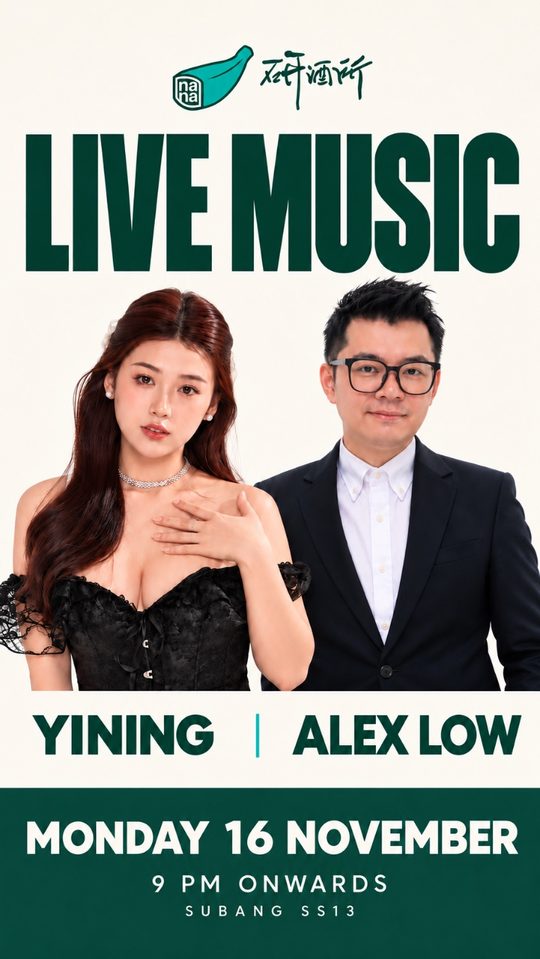 nana
研酒所
LIVE MUSIC
YINING | ALEX LOW
MONDAY 16 NOVEMBER
9 PM ONWARDS
SUBANG SS13